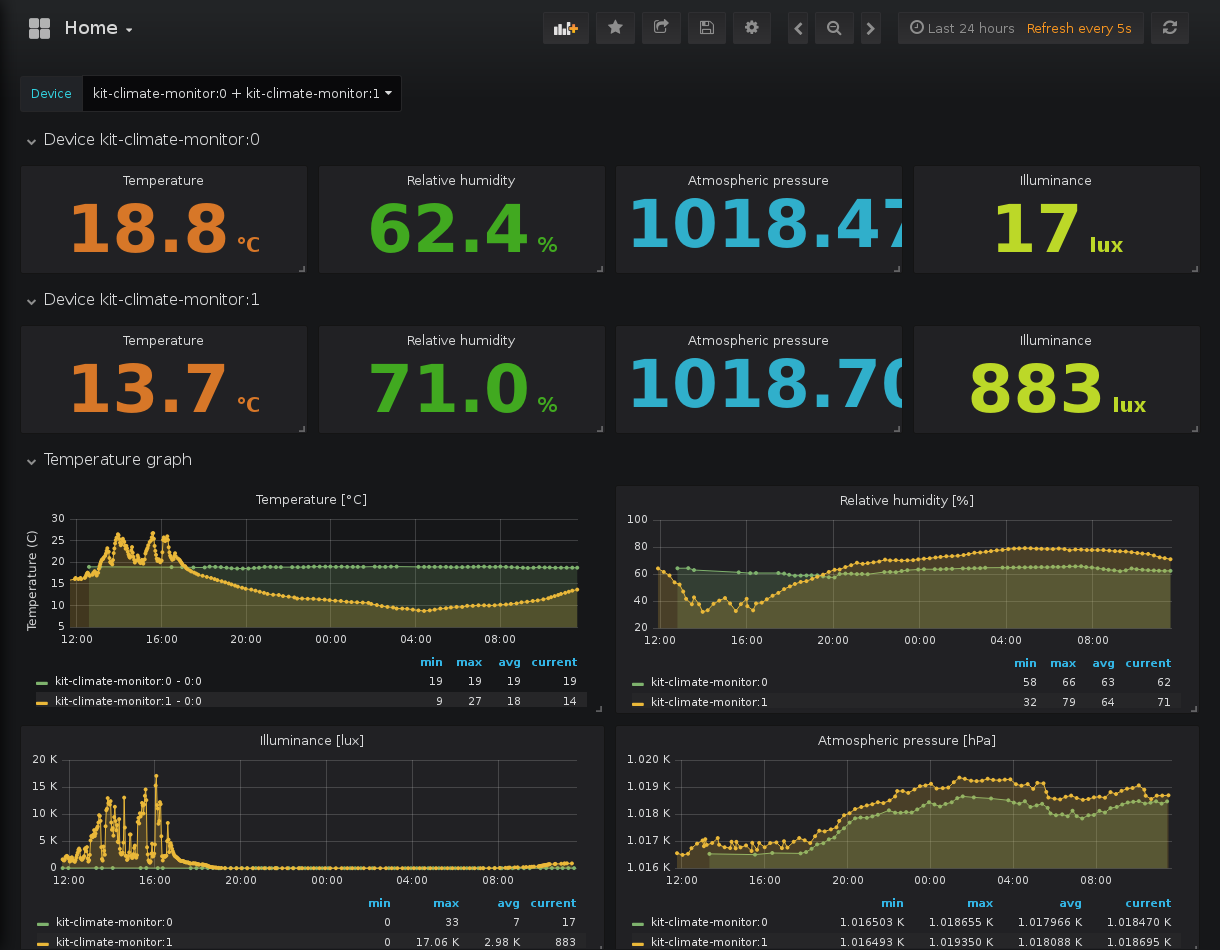 Home
Last 24 hours Refresh every 5s
Device kit-climate-monitor:0 + kit-climate-monitor:1
Device kit-climate-monitor:0
Temperature Relative humidity Atmospheric pressure Illuminance
18.8 °C 62.4 % 1018.47 17 lux
Device kit-climate-monitor:1
Temperature Relative humidity Atmospheric pressure Illuminance
13.7 °C 71.0 % 1018.70 883 lux
Temperature graph
Temperature [°C]
Temperature (C)
30
25
20
15
10
5
12:00 16:00 20:00 00:00 04:00 08:00
min max avg current
kit-climate-monitor:0 - 0:0 19 19 19 19
kit-climate-monitor:1 - 0:0 9 27 18 14
Relative humidity [%]
100
80
60
40
20
12:00 16:00 20:00 00:00 04:00 08:00
min max avg current
kit-climate-monitor:0 58 66 63 62
kit-climate-monitor:1 32 79 64 71
Illuminance [lux]
20 K
15 K
10 K
5 K
0
12:00 16:00 20:00 00:00 04:00 08:00
min max avg current
kit-climate-monitor:0 0 33 7 17
kit-climate-monitor:1 0 17.06 K 2.98 K 883
Atmospheric pressure [hPa]
1.020 K
1.019 K
1.018 K
1.017 K
1.016 K
12:00 16:00 20:00 00:00 04:00 08:00
min max avg current
kit-climate-monitor:0 1.016503 K 1.018655 K 1.017966 K 1.018470 K
kit-climate-monitor:1 1.016493 K 1.019350 K 1.018088 K 1.018695 K